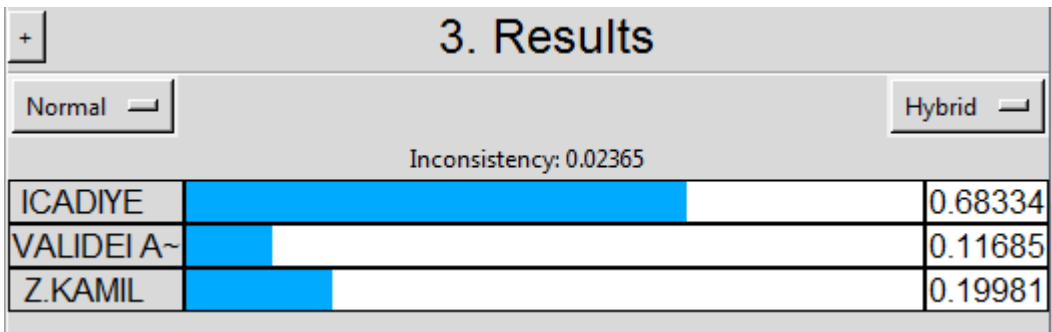 + 3. Results
Normal Hybrid
Inconsistency: 0.02365
ICADIYE 0.68334
VALIDEI A~ 0.11685
Z.KAMIL 0.19981